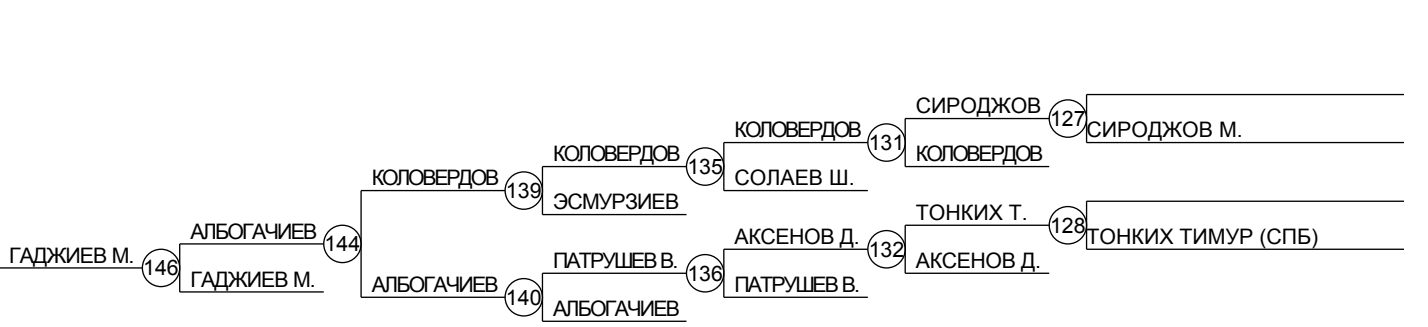 СИРОДЖОВ
127
СИРОДЖОВ М.
КОЛОВЕРДОВ
131
КОЛОВЕРДОВ
КОЛОВЕРДОВ
135
СОЛАЕВ Ш.
КОЛОВЕРДОВ
139
ЭСМУРЗИЕВ
ТОНКИХ Т.
128
ТОНКИХ ТИМУР (СПБ)
АЛБОГАЧИЕВ
144
АКСЕНОВ Д.
132
АКСЕНОВ Д.
ГАДЖИЕВ М.
146
ГАДЖИЕВ М.
ПАТРУШЕВ В.
136
ПАТРУШЕВ В.
АЛБОГАЧИЕВ
140
АЛБОГАЧИЕВ